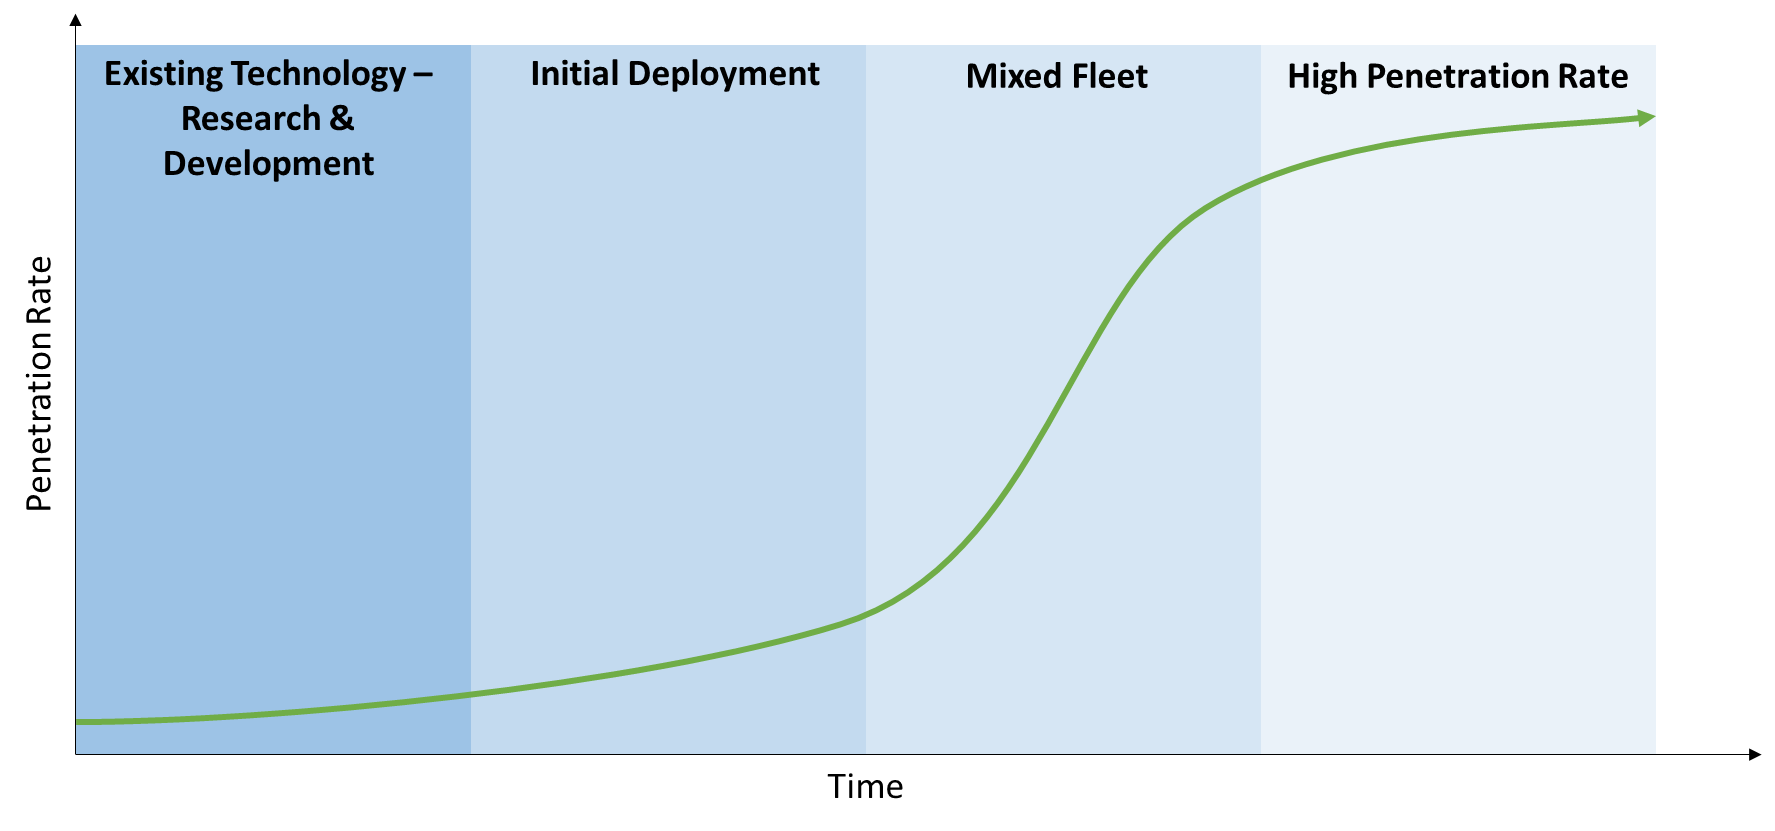 Existing Technology –
Research &
Development
Initial Deployment
Mixed Fleet
High Penetration Rate
Penetration Rate
Time